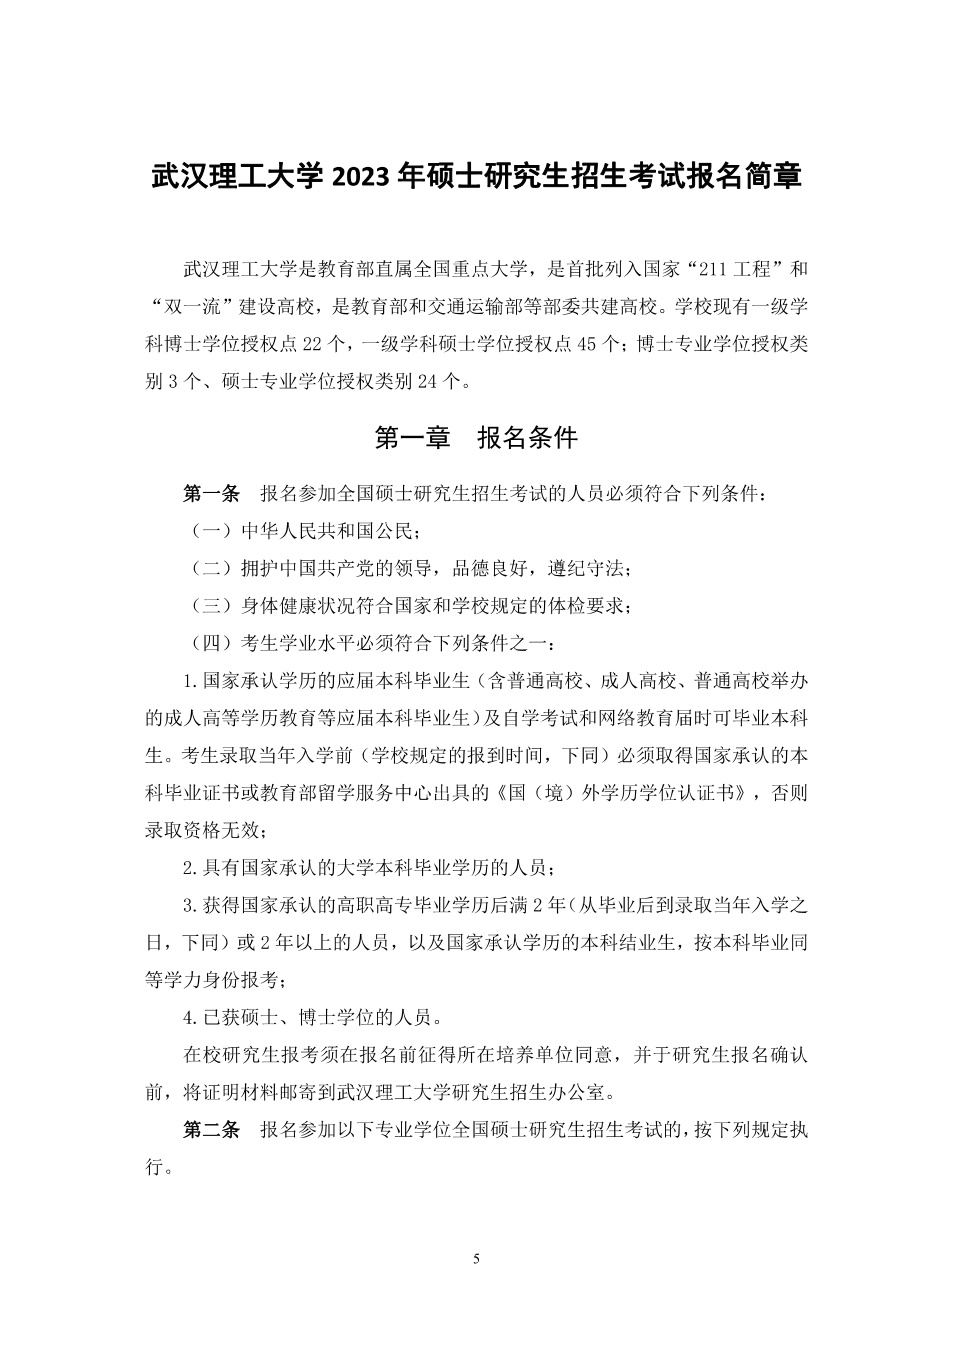 武汉理工大学 2023 年硕士研究生招生考试报名简章
武汉理工大学是教育部直属全国重点大学，是首批列入国家“211 工程”和
“双一流”建设高校，是教育部和交通运输部等部委共建高校。学校现有一级学
科博士学位授权点 22 个，一级学科硕士学位授权点 45 个；博士专业学位授权类
别 3 个、硕士专业学位授权类别 24 个。
第一章 报名条件
第一条 报名参加全国硕士研究生招生考试的人员必须符合下列条件：
（一）中华人民共和国公民；
（二）拥护中国共产党的领导，品德良好，遵纪守法；
（三）身体健康状况符合国家和学校规定的体检要求；
（四）考生学业水平必须符合下列条件之一：
1.国家承认学历的应届本科毕业生（含普通高校、成人高校、普通高校举办
的成人高等学历教育等应届本科毕业生）及自学考试和网络教育届时可毕业本科
生。考生录取当年入学前（学校规定的报到时间，下同）必须取得国家承认的本
科毕业证书或教育部留学服务中心出具的《国（境）外学历学位认证书》，否则
录取资格无效；
2.具有国家承认的大学本科毕业学历的人员；
3.获得国家承认的高职高专毕业学历后满 2 年（从毕业后到录取当年入学之
日，下同）或 2 年以上的人员，以及国家承认学历的本科结业生，按本科毕业同
等学力身份报考；
4.已获硕士、博士学位的人员。
在校研究生报考须在报名前征得所在培养单位同意，并于研究生报名确认
前，将证明材料邮寄到武汉理工大学研究生招生办公室。
第二条 报名参加以下专业学位全国硕士研究生招生考试的，按下列规定执
行。
5